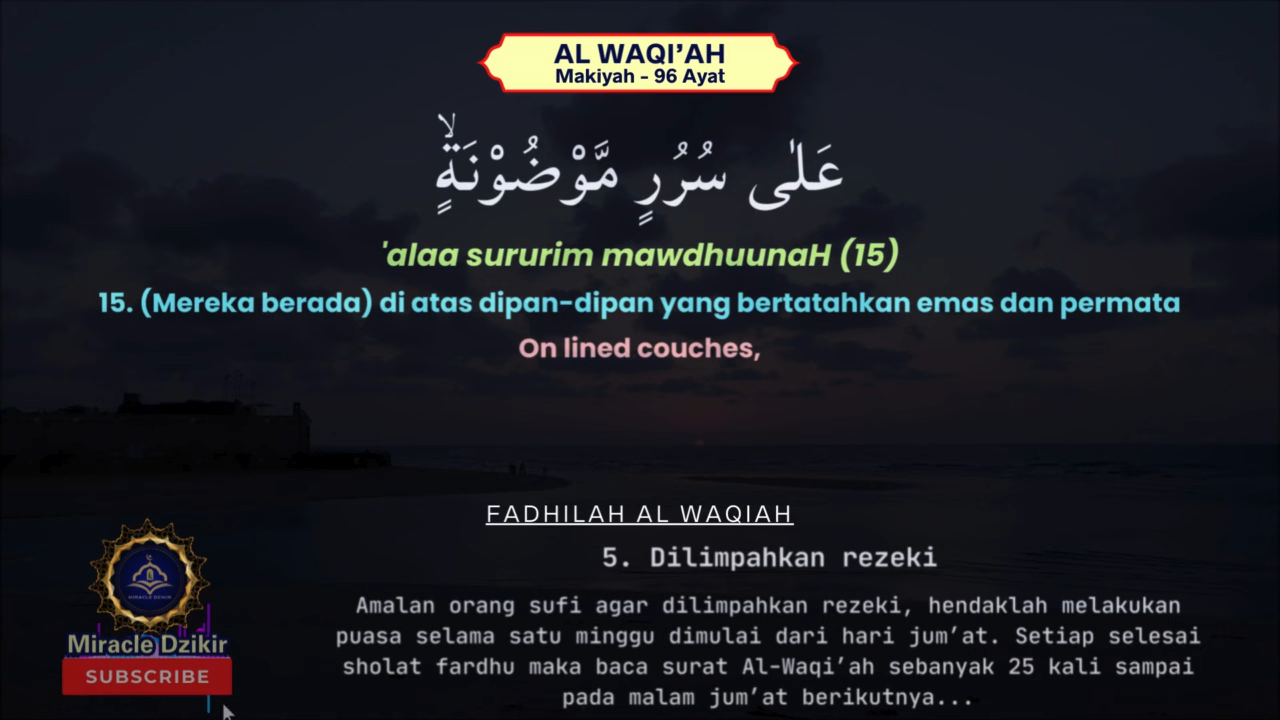 AL WAQI’AH
Makiyah - 96 Ayat
عَلٰى سُرُرٍ مَّوْضُوْنَةٍۙ
'alaa sururim mawdhuunaH (15)
15. (Mereka berada) di atas dipan-dipan yang bertatahkan emas dan permata
On lined couches,
FADHILAH AL WAQIAH
5. Dilimpahkan rezeki
Amalan orang sufi agar dilimpahkan rezeki, hendaklah melakukan
puasa selama satu minggu dimulai dari hari jum’at. Setiap selesai
sholat fardhu maka baca surat Al-Waqi’ah sebanyak 25 kali sampai
pada malam jum’at berikutnya...
MIRACLE DZIKIR
Miracle Dzikir
SUBSCRIBE